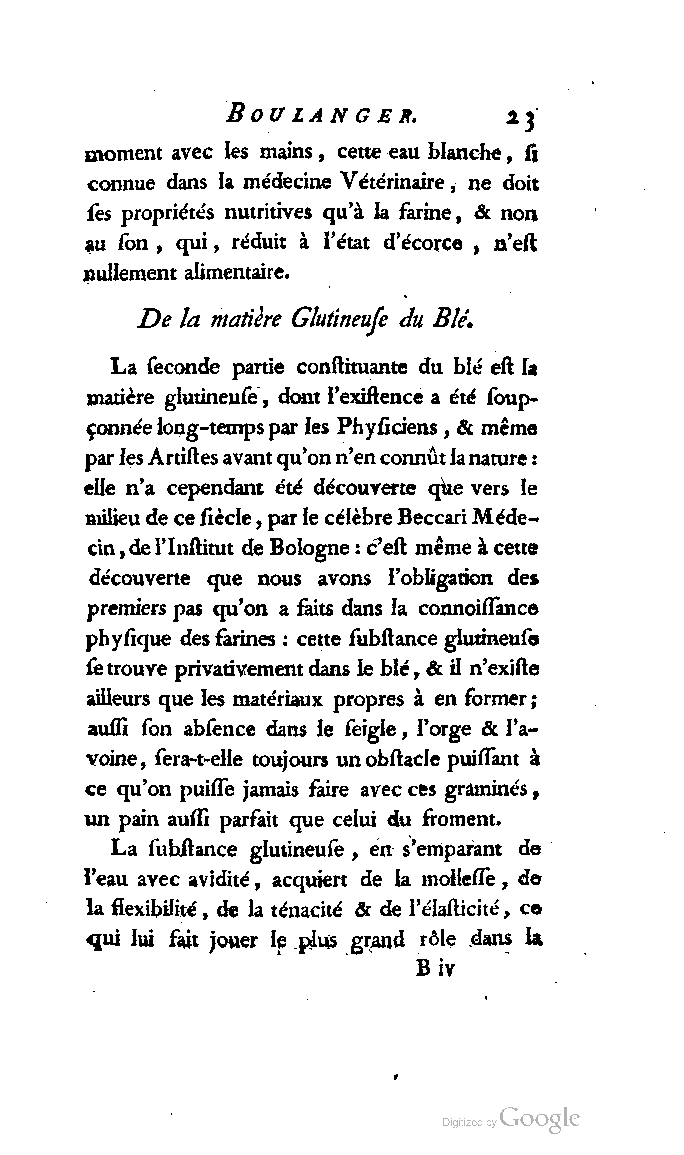 BOULANGER. 23
moment avec les mains, cette eau blanche, ſi
connue dans la médecine Vétérinaire, ne doit
ſes propriétés nutritives qu'à la farine, & non
au ſon, qui, réduit à l'état d'écorce, n'eſt
nullement alimentaire.
De la matière Glutineuſe du Blé.
La ſeconde partie conſtituante du blé eſt la
matière glutineuſe, dont l'exiſtence a été ſoup-
çonnée long-temps par les Phyſiciens, & même
par les Artiſtes avant qu'on n'en connût la nature :
elle n'a cependant été découverte que vers le
milieu de ce ſiècle, par le célèbre Beccari Méde-
cin, de l'Inſtitut de Bologne : c'eſt même à cette
découverte que nous avons l'obligation des
premiers pas qu'on a faits dans la connoiſſance
phyſique des farines : cette ſubſtance glutineuſe
ſe trouve privativement dans le blé, & il n'exiſte
ailleurs que les matériaux propres à en former;
auſſi ſon abſence dans le ſeigle, l'orge & l'a-
voine, ſera-t-elle toujours un obſtacle puiſſant à
ce qu'on puiſſe jamais faire avec ces graminés,
un pain auſſi parfait que celui du froment.
La ſubſtance glutineuſe, en s'emparant de
l'eau avec avidité, acquiert de la molleſſe, de
la flexibilité, de la ténacité & de l'élaſticité, ce
qui lui fait jouer le plus grand rôle dans la
B iv
Digitized by Google